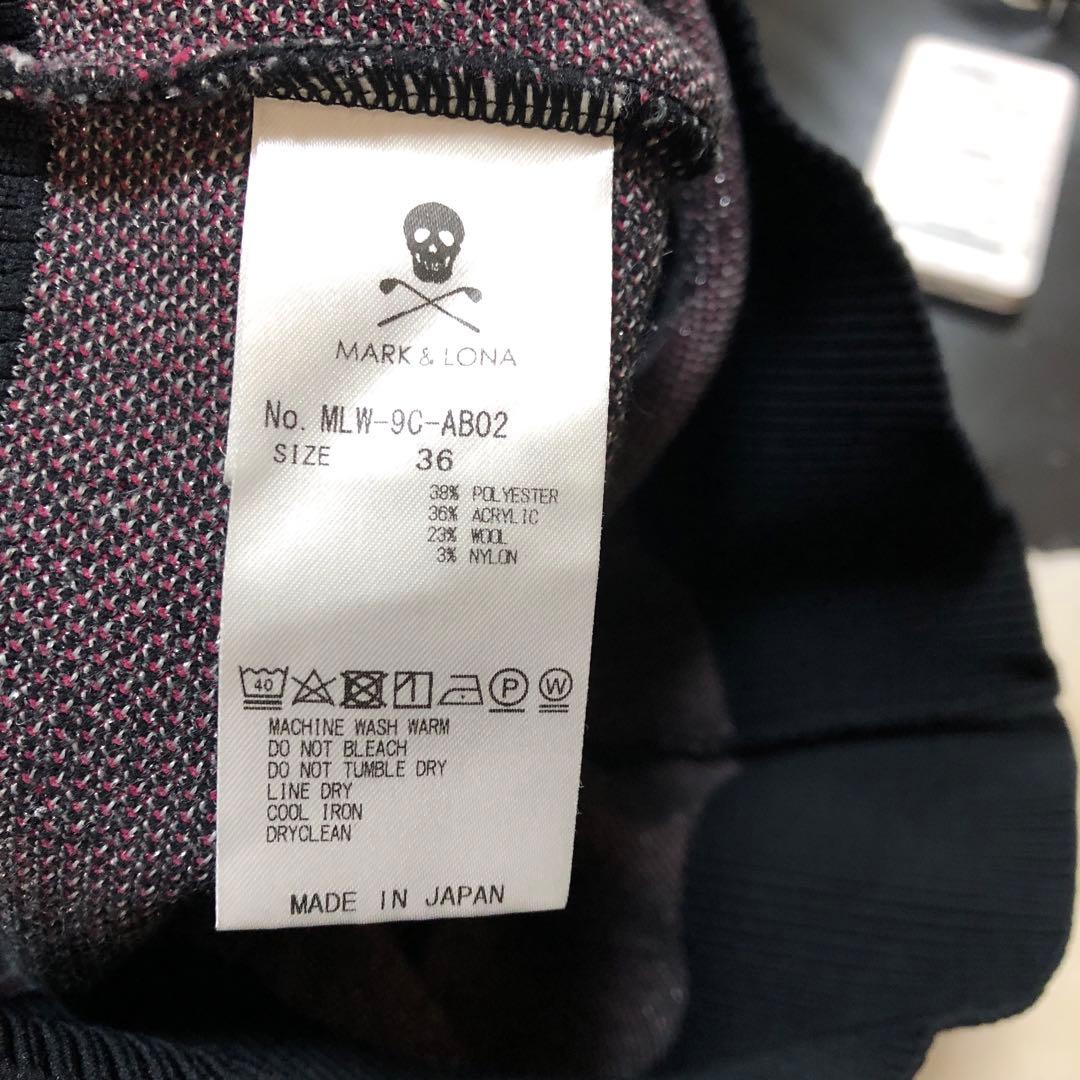 MARK & LONA
No. MLW-9C-AB02
SIZE 36
38% POLYESTER
36% ACRYLIC
23% WOOL
3% NYLON
40 P W
MACHINE WASH WARM
DO NOT BLEACH
DO NOT TUMBLE DRY
LINE DRY
COOL IRON
DRYCLEAN
MADE IN JAPAN